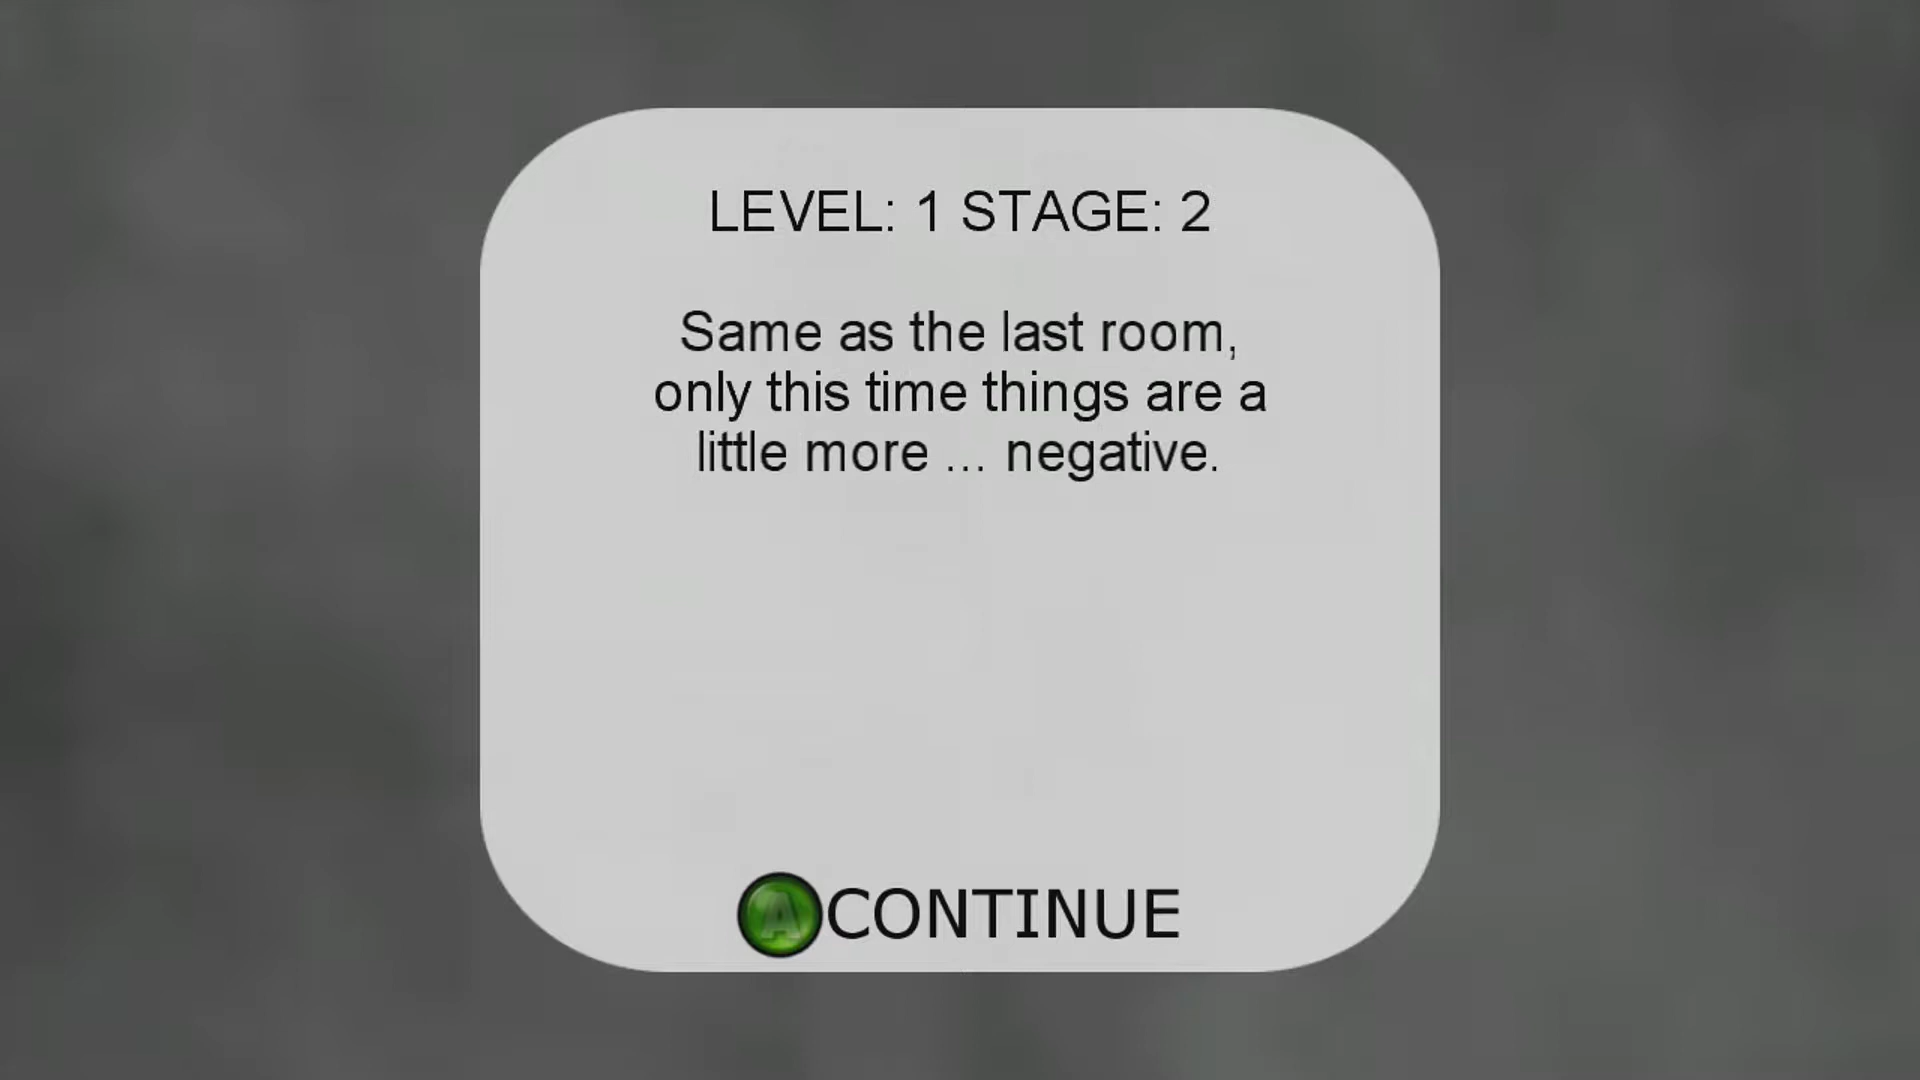 LEVEL: 1 STAGE: 2
Same as the last room,
only this time things are a
little more ... negative.
A CONTINUE